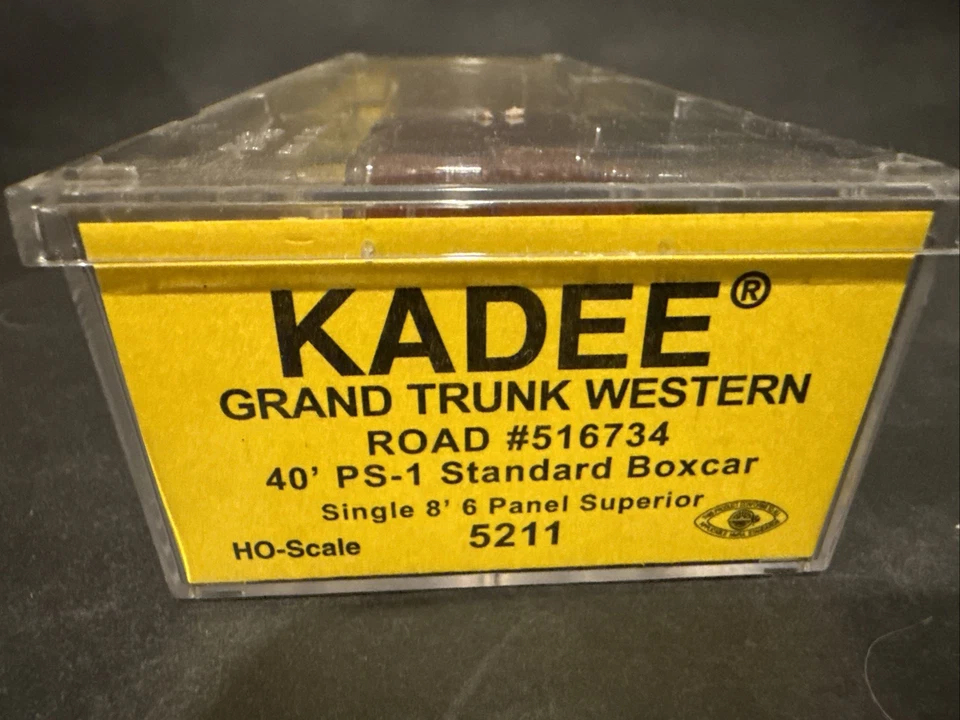 KADEE®
GRAND TRUNK WESTERN
ROAD #516734
40' PS-1 Standard Boxcar
Single 8' 6 Panel Superior
5211
HO-Scale